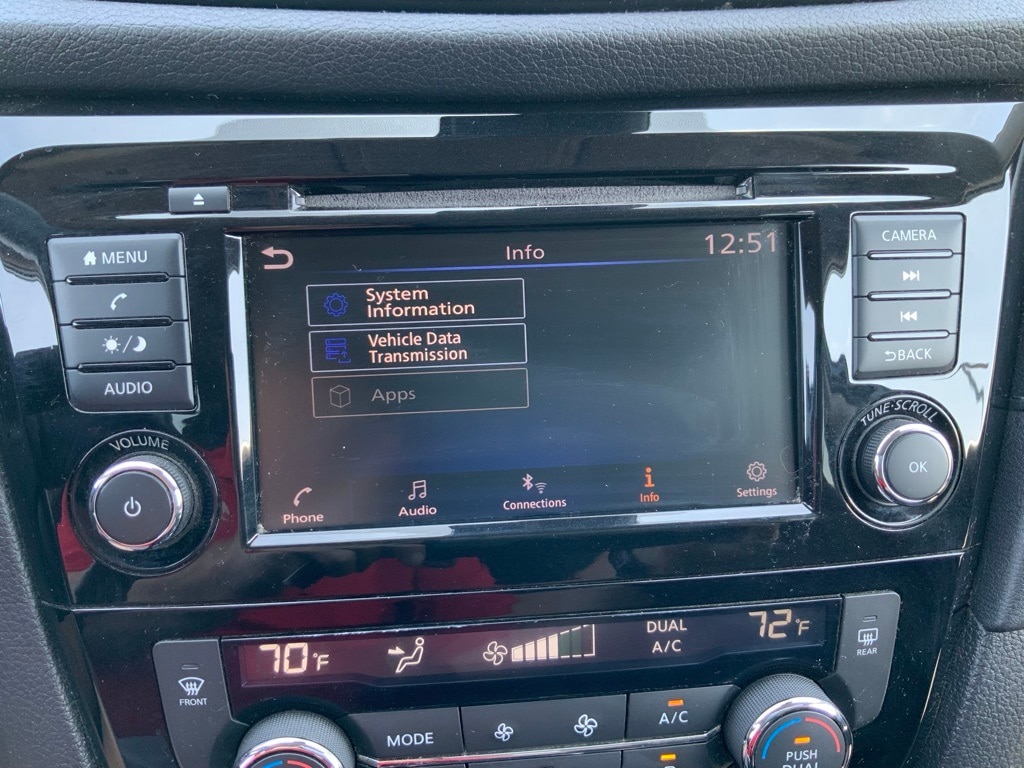 MENU
AUDIO
VOLUME
Info
12:51
System
Information
Vehicle Data
Transmission
Apps
Phone
Audio
Connections
Info
Settings
CAMERA
BACK
TUNE·SCROLL
OK
FRONT
70°F
DUAL
A/C
72°F
REAR
MODE
A/C
PUSH
DUAL